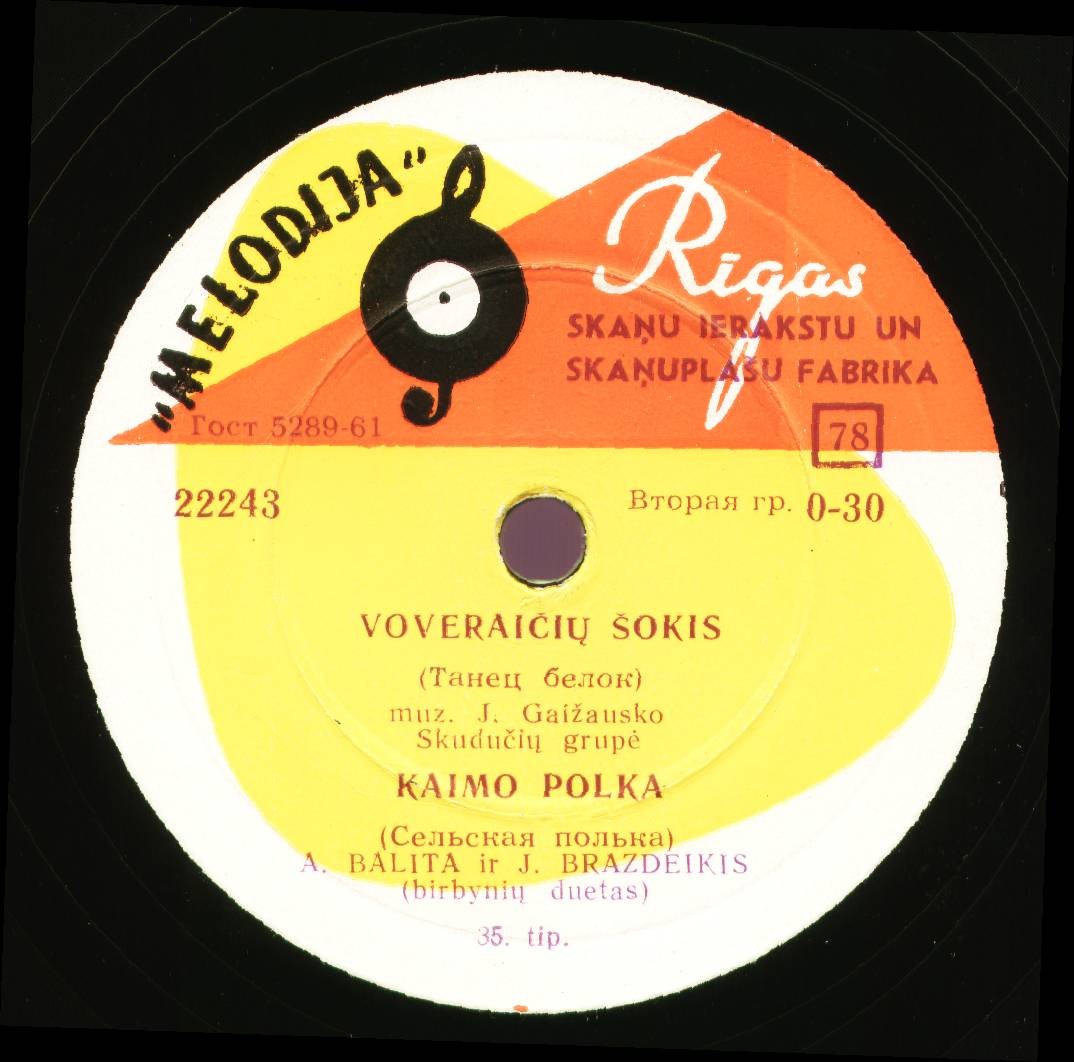 „MELODIJA"
Rīgas
SKAŅU IERAKSTU UN
SKAŅUPLAŠU FABRIKA
Гост 5289-61
78
22243
Вторая гр. 0-30
VOVERAIČIŲ ŠOKIS
(Танец белок)
muz. J. Gaižausko
Skudučių grupė
KAIMO POLKA
(Сельская полька)
A. BALITA ir J. BRAZDEIKIS
(birbynių duetas)
35. tip.